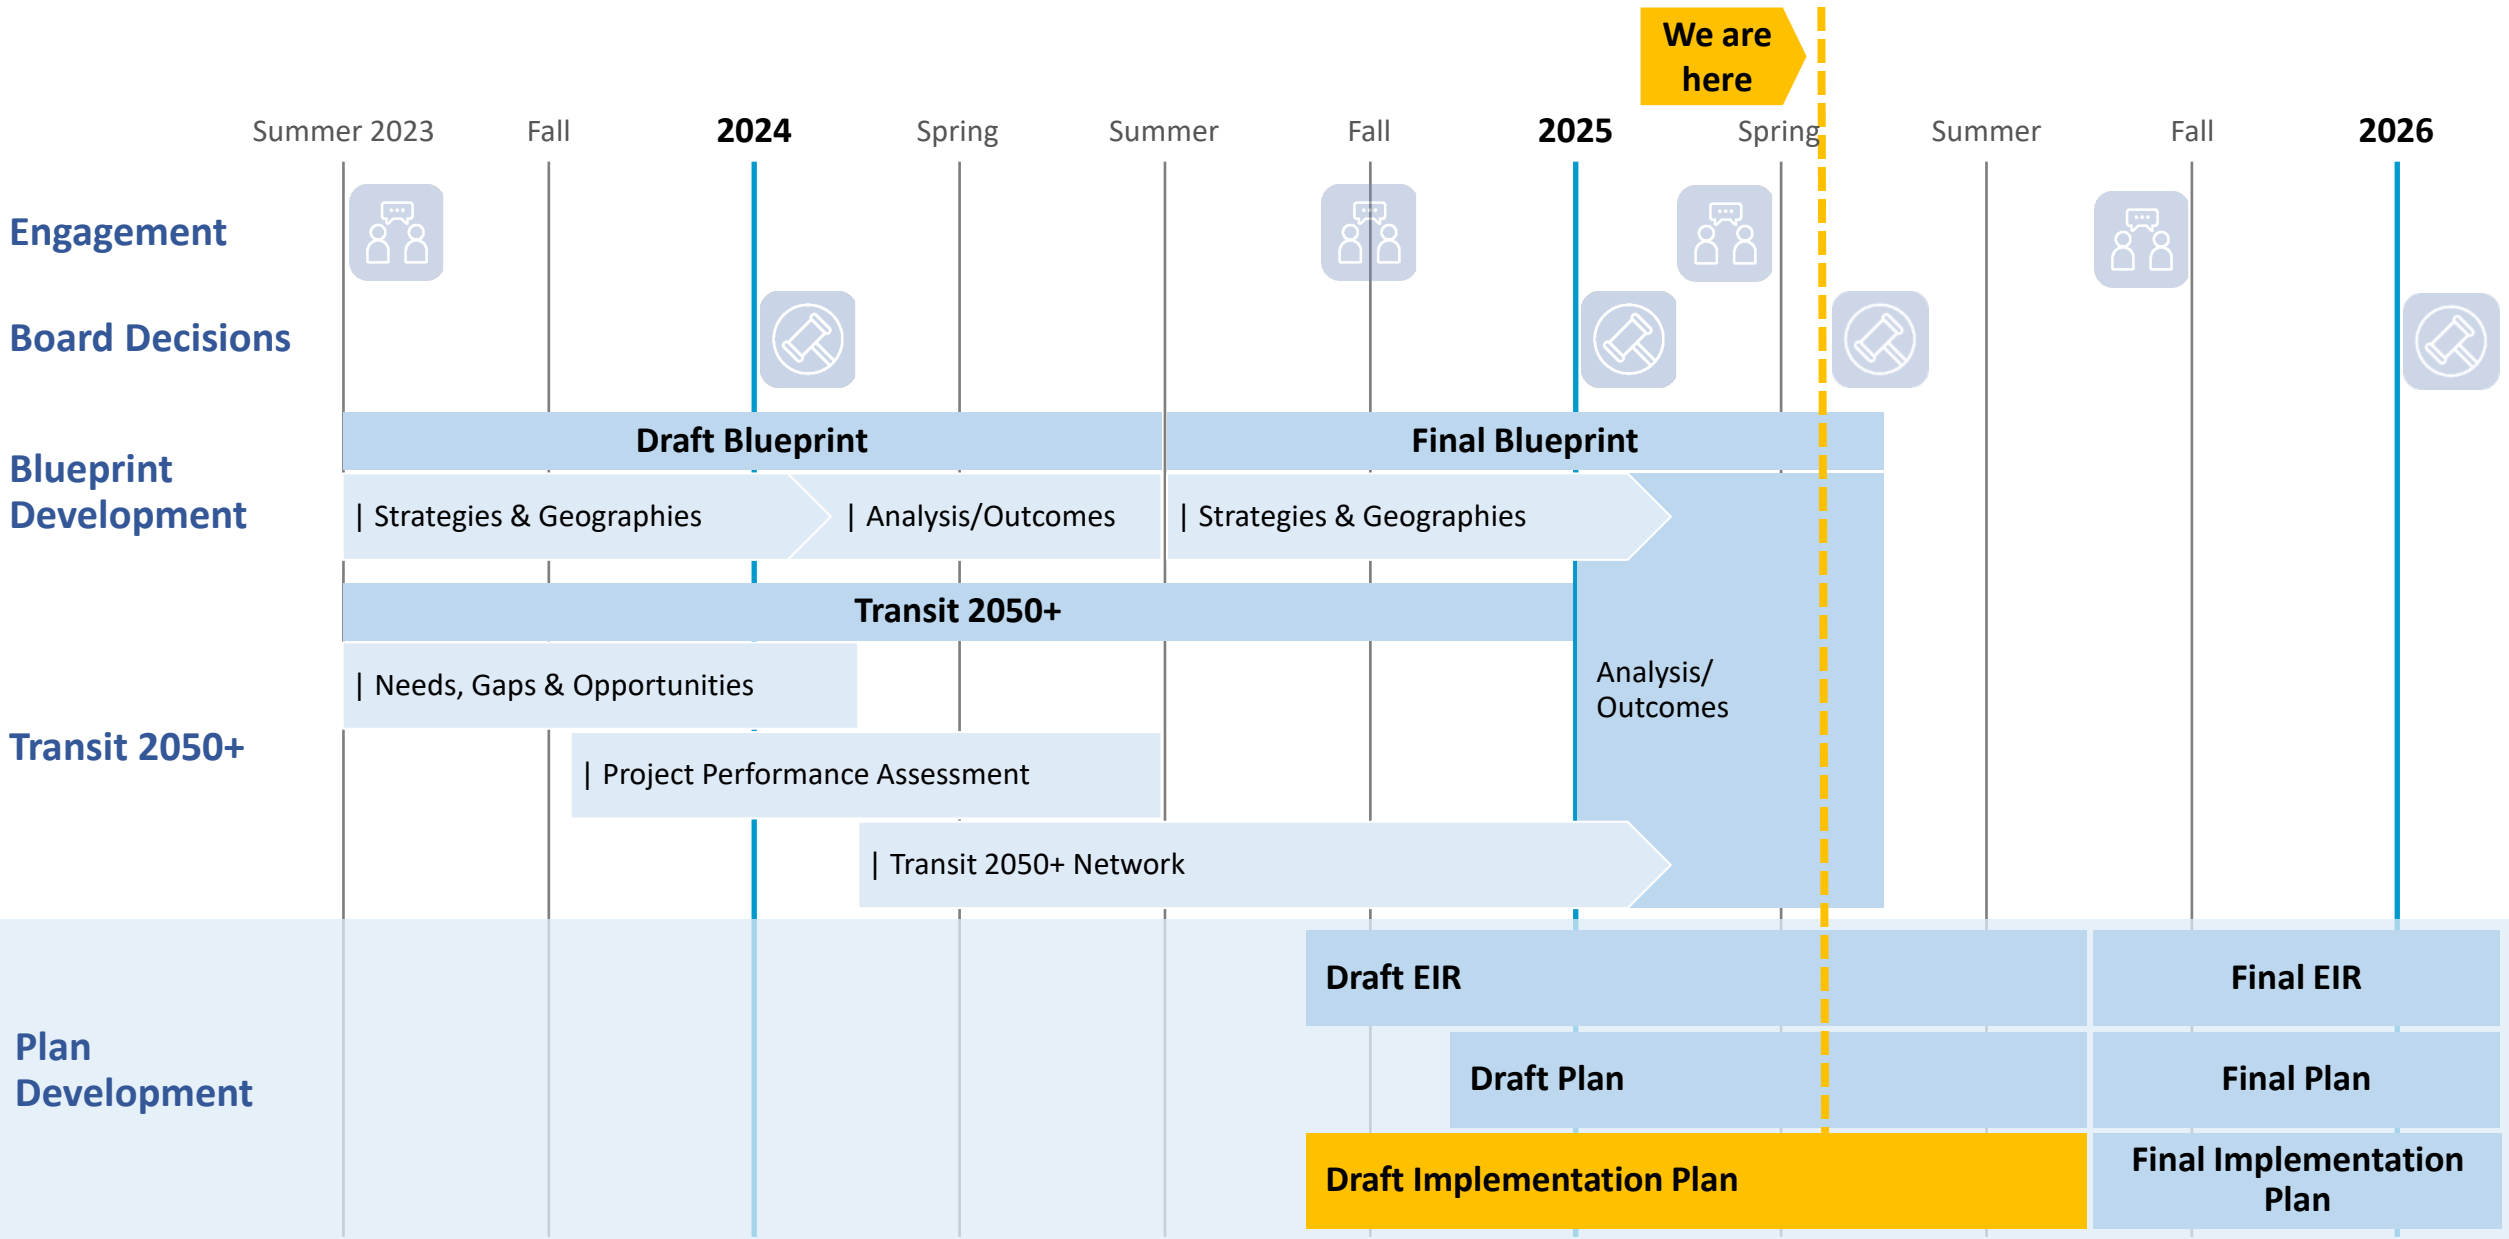 We are
here
Summer 2023
Fall
2024
Spring
Summer
Fall
2025
Spring
Summer
Fall
2026
Engagement
Board Decisions
Blueprint
Development
Draft Blueprint
Final Blueprint
| Strategies & Geographies
| Analysis/Outcomes
| Strategies & Geographies
Transit 2050+
Transit 2050+
| Needs, Gaps & Opportunities
| Project Performance Assessment
| Transit 2050+ Network
Analysis/
Outcomes
Plan
Development
Draft EIR
Final EIR
Draft Plan
Final Plan
Draft Implementation Plan
Final Implementation
Plan